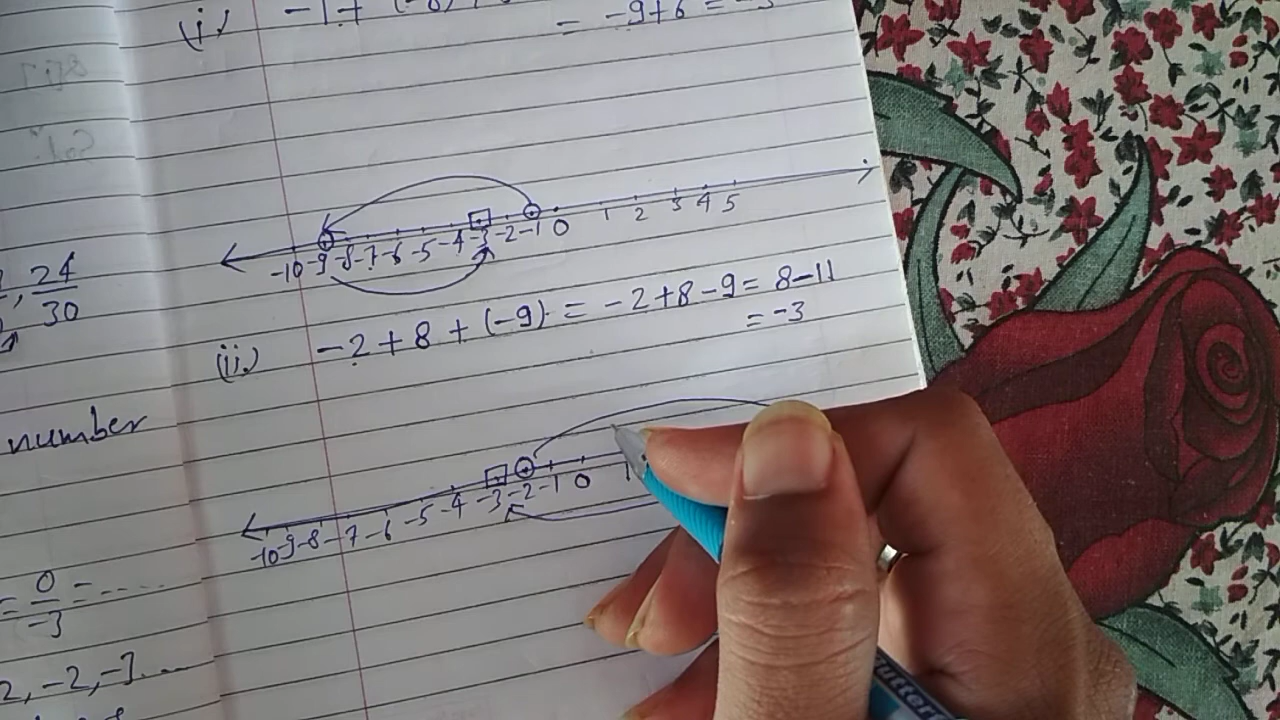 (i) -1+ (-8)
= -9+6 = -3
-10 -9 -8 -7 -6 -5 -4 -3 -2 -1 0 1 2 3 4 5
24
30
(ii) -2+8+(-9) = -2+8-9= 8-11
= -3
number
-10 -9 -8 -7 -6 -5 -4 -3 -2 -1 0 1
= 0/-3 = ....
2, -2, -3....